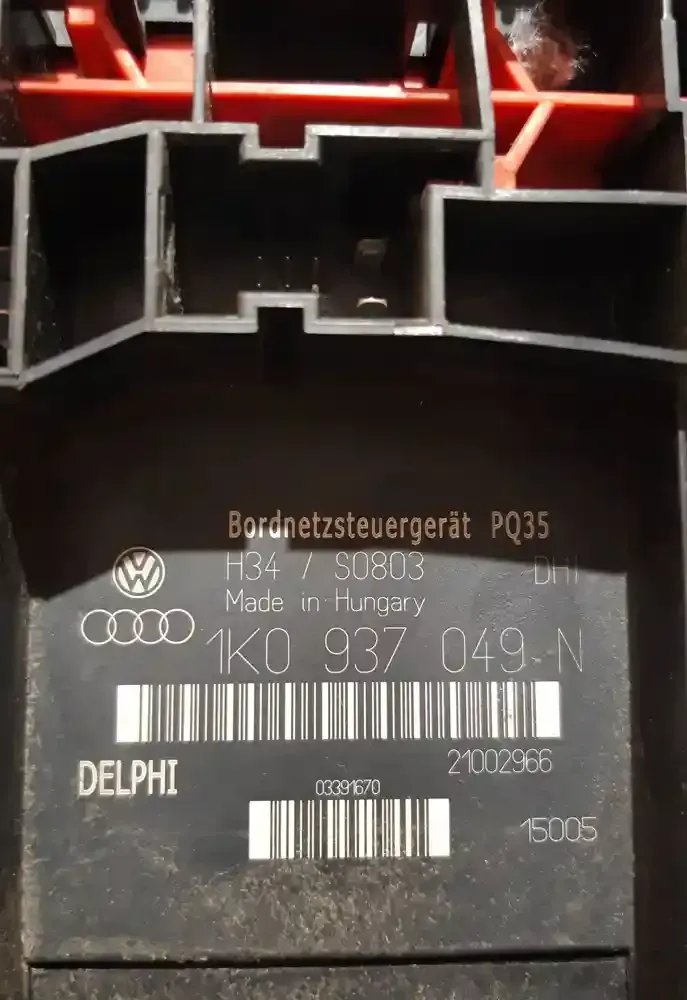 Bordnetzsteuergerät PQ35
H34 / S0803 DHI
Made in Hungary
1K0 937 049 N
DELPHI
21002966
03391670
15005